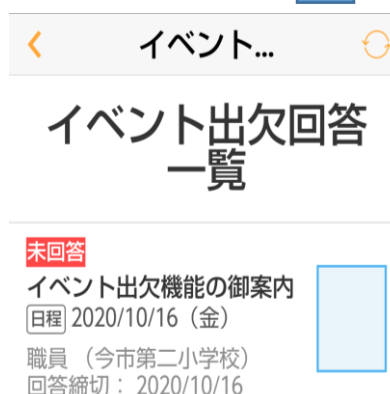 イベント...
イベント出欠回答
一覧
未回答
イベント出欠機能の御案内
日程 2020/10/16（金）
職員 （今市第二小学校）
回答締切： 2020/10/16